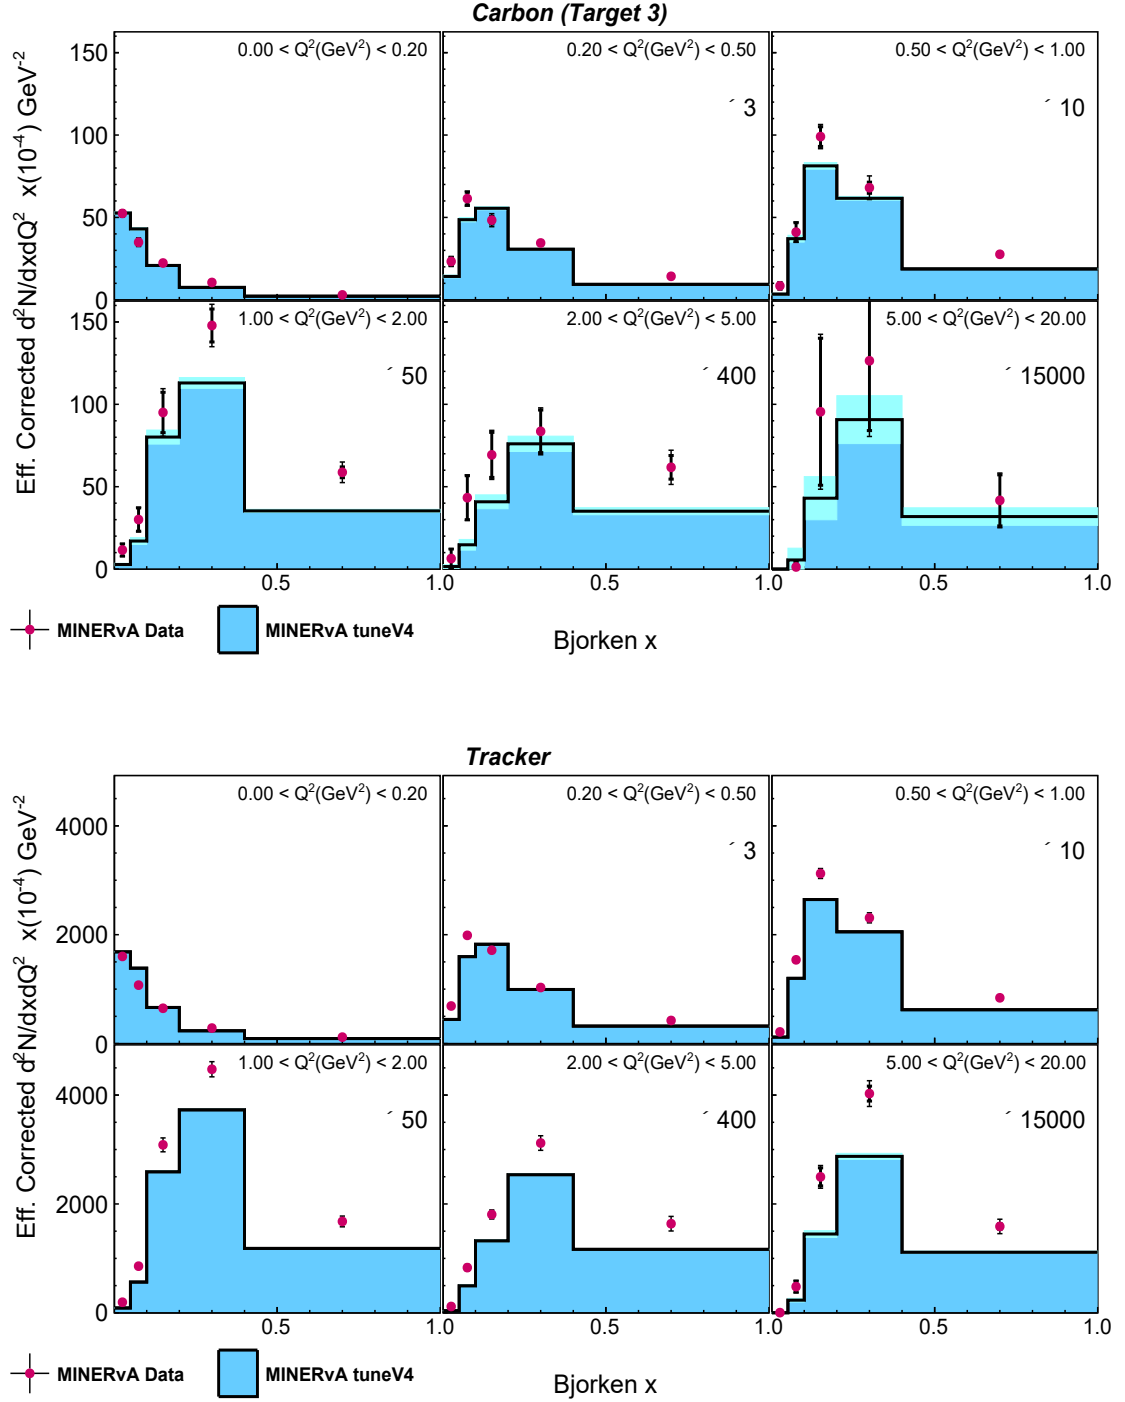 Carbon (Target 3)
Eff. Corrected d²N/dxdQ² x(10⁻⁴) GeV⁻²
0.00 < Q²(GeV²) < 0.20
0.20 < Q²(GeV²) < 0.50
0.50 < Q²(GeV²) < 1.00
´ 3
´ 10
150
100
50
0
1.00 < Q²(GeV²) < 2.00
2.00 < Q²(GeV²) < 5.00
5.00 < Q²(GeV²) < 20.00
´ 50
´ 400
´ 15000
150
100
50
0
0.5 1.0 0.5 1.0 0.5 1.0
MINERvA Data MINERvA tuneV4
Bjorken x
Tracker
Eff. Corrected d²N/dxdQ² x(10⁻⁴) GeV⁻²
0.00 < Q²(GeV²) < 0.20
0.20 < Q²(GeV²) < 0.50
0.50 < Q²(GeV²) < 1.00
´ 3
´ 10
4000
2000
0
1.00 < Q²(GeV²) < 2.00
2.00 < Q²(GeV²) < 5.00
5.00 < Q²(GeV²) < 20.00
´ 50
´ 400
´ 15000
4000
2000
0
0.5 1.0 0.5 1.0 0.5 1.0
MINERvA Data MINERvA tuneV4
Bjorken x